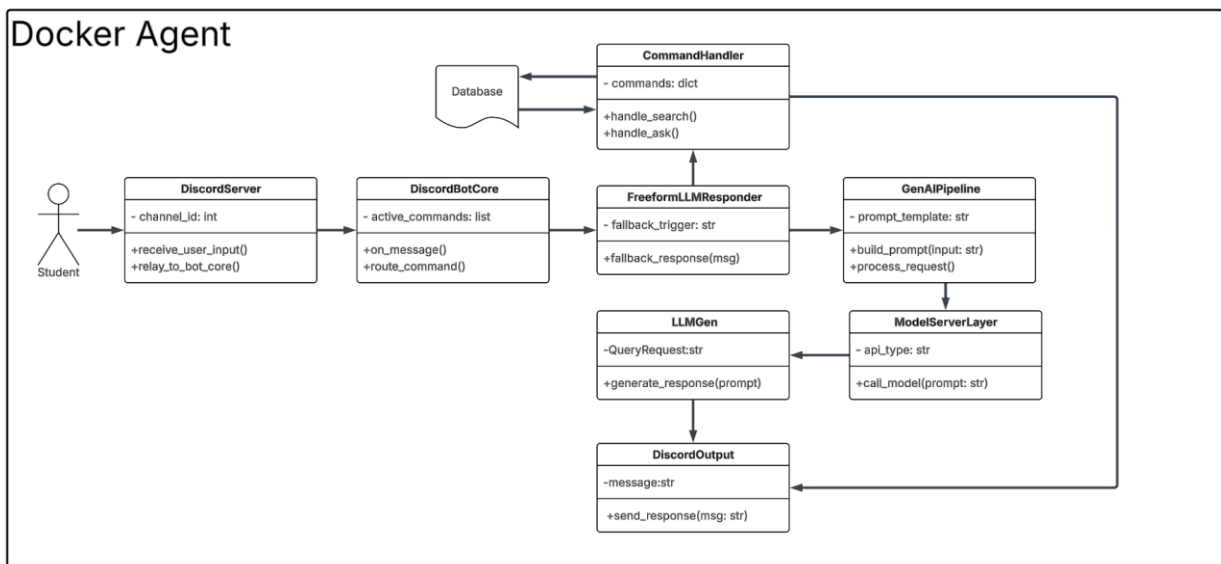 Docker Agent
CommandHandler
- commands: dict
+handle_search()
+handle_ask()
Database
Student
DiscordServer
- channel_id: int
+receive_user_input()
+relay_to_bot_core()
DiscordBotCore
- active_commands: list
+on_message()
+route_command()
FreeformLLMResponder
- fallback_trigger: str
+fallback_response(msg)
GenAIPipeline
- prompt_template: str
+build_prompt(input: str)
+process_request()
LLMGen
-QueryRequest:str
+generate_response(prompt)
ModelServerLayer
- api_type: str
+call_model(prompt: str)
DiscordOutput
-message:str
+send_response(msg: str)